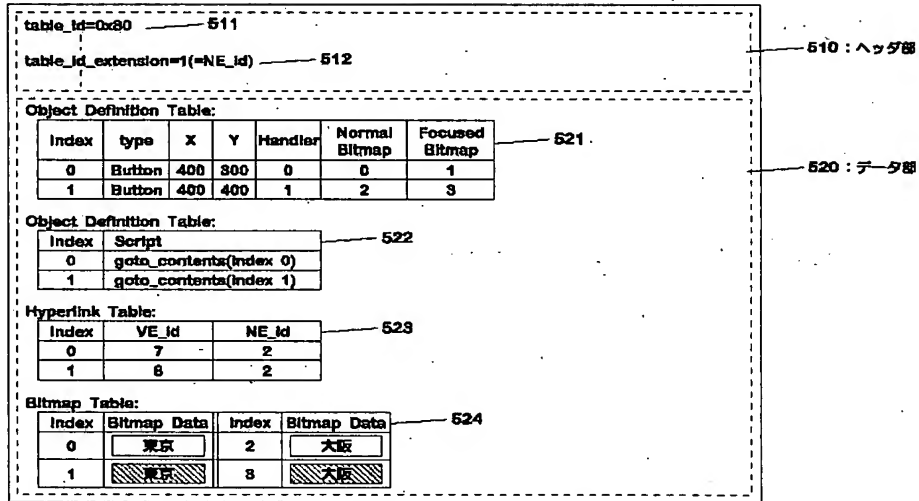 table_id=0x80 511
table_id_extension=1(=NE_id) 512
510：ヘッダ部
Object Definition Table:
Index type X Y Handler Normal Bitmap Focused Bitmap 521
0 Button 400 300 0 0 1
1 Button 400 400 1 2 3
520：データ部
Object Definition Table:
Index Script 522
0 goto_contents(index 0)
1 goto_contents(index 1)
Hyperlink Table:
Index VE_id NE_id 523
0 7 2
1 8 2
Bitmap Table:
Index Bitmap Data Index Bitmap Data 524
0 東京 2 大阪
1 東京 3 大阪